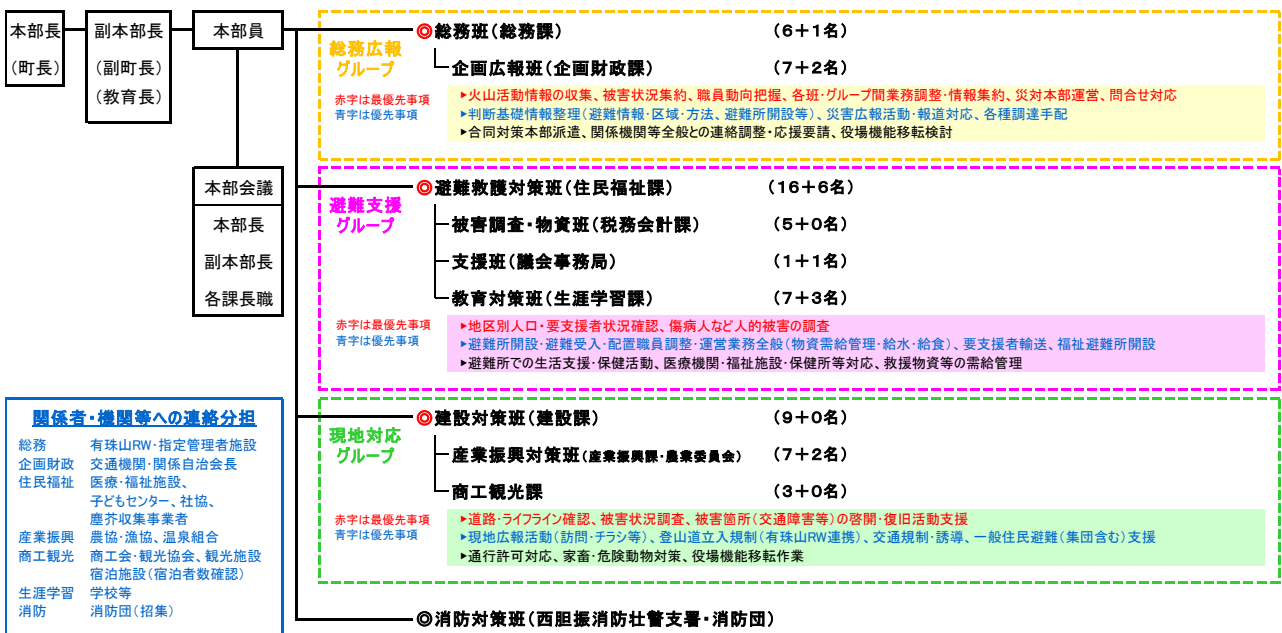 本部長
(町長)
副本部長
(副町長)
(教育長)
本部員
本部会議
本部長
副本部長
各課長職
総務広報
グループ
◎総務班(総務課) (6+1名)
企画広報班(企画財政課) (7+2名)
赤字は最優先事項
青字は優先事項
▶火山活動情報の収集、被害状況集約、職員動向把握、各班・グループ間業務調整・情報集約、災対本部運営、問合せ対応
▶判断基礎情報整理(避難情報・区域・方法、避難所開設等)、災害広報活動・報道対応、各種調達手配
▶合同対策本部派遣、関係機関等全般との連絡調整・応援要請、役場機能移転検討
避難支援
グループ
◎避難救護対策班(住民福祉課) (16+6名)
被害調査・物資班(税務会計課) (5+0名)
支援班(議会事務局) (1+1名)
教育対策班(生涯学習課) (7+3名)
赤字は最優先事項
青字は優先事項
▶地区別人口・要支援者状況確認、傷病人など人的被害の調査
▶避難所開設・避難受入・配置職員調整・運営業務全般(物資需給管理・給水・給食)、要支援者輸送、福祉避難所開設
▶避難所での生活支援・保健活動、医療機関・福祉施設・保健所等対応、救援物資等の需給管理
現地対応
グループ
◎建設対策班(建設課) (9+0名)
産業振興対策班(産業振興課・農業委員会) (7+2名)
商工観光課 (3+0名)
赤字は最優先事項
青字は優先事項
▶道路・ライフライン確認、被害状況調査、被害箇所(交通障害等)の啓開・復旧活動支援
▶現地広報活動(訪問・チラシ等)、登山道立入規制(有珠山RW連携)、交通規制・誘導、一般住民避難(集団含む)支援
▶通行許可対応、家畜・危険動物対策、役場機能移転作業
◎消防対策班(西胆振消防壮瞥支署・消防団)
関係者・機関等への連絡分担
総務 有珠山RW・指定管理者施設
企画財政 交通機関・関係自治会長
住民福祉 医療・福祉施設、
子どもセンター、社協、
塵芥収集事業者
産業振興 農協・漁協、温泉組合
商工観光 商工会・観光協会、観光施設
宿泊施設(宿泊者数確認)
生涯学習 学校等
消防 消防団(招集)